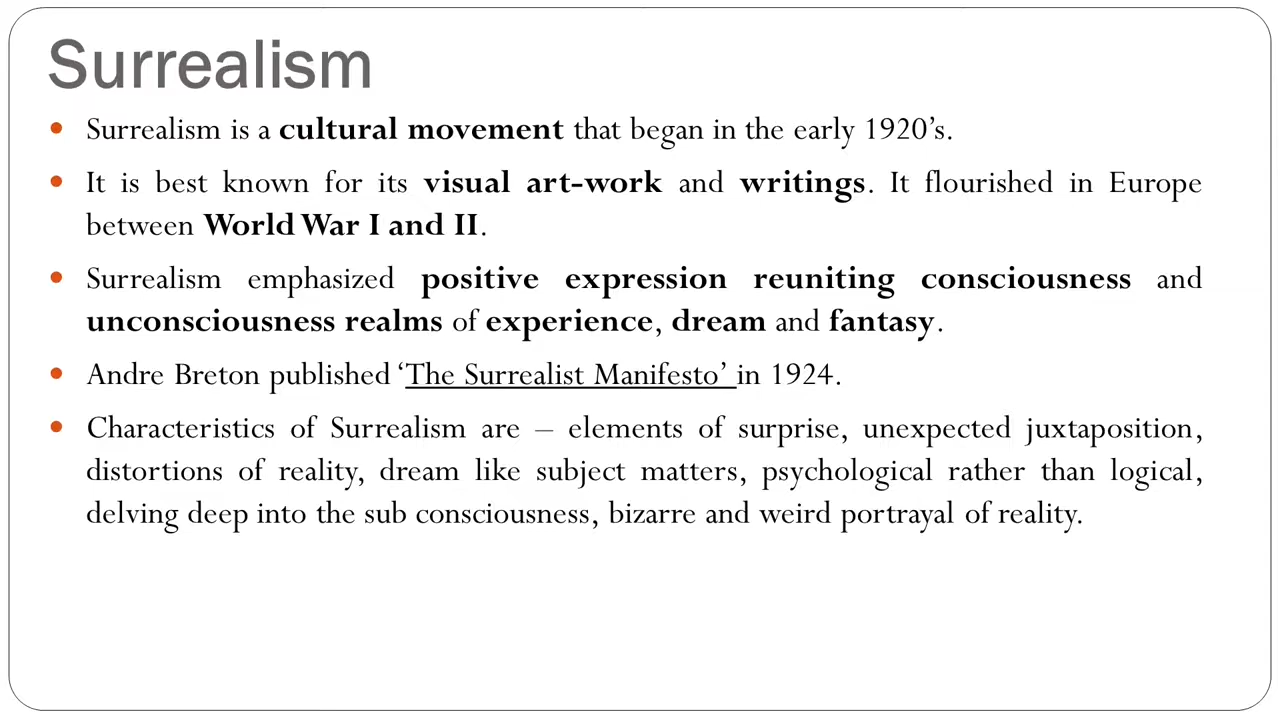 Surrealism
• Surrealism is a cultural movement that began in the early 1920’s.
• It is best known for its visual art-work and writings. It flourished in Europe
between World War I and II.
• Surrealism emphasized positive expression reuniting consciousness and
unconsciousness realms of experience, dream and fantasy.
• Andre Breton published ‘The Surrealist Manifesto’ in 1924.
• Characteristics of Surrealism are – elements of surprise, unexpected juxtaposition,
distortions of reality, dream like subject matters, psychological rather than logical,
delving deep into the sub consciousness, bizarre and weird portrayal of reality.